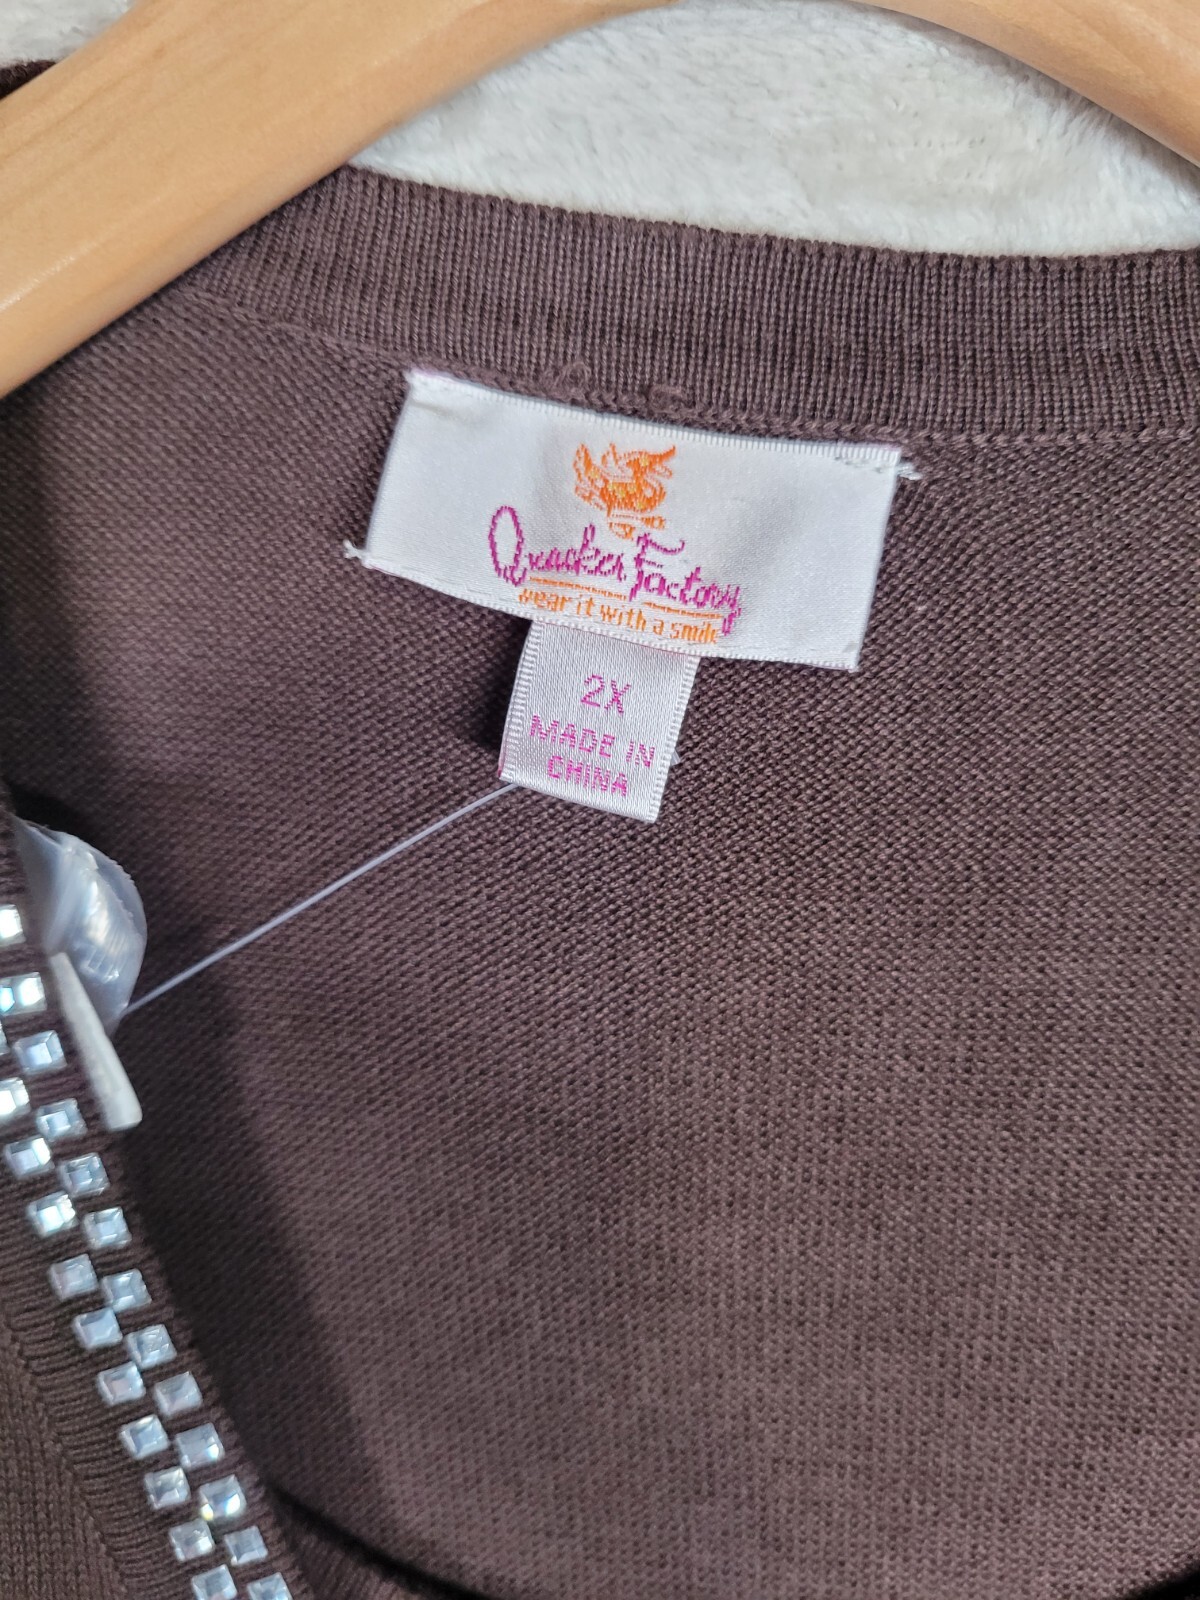 Quacker Factory
wear it with a smile
2X
MADE IN
CHINA